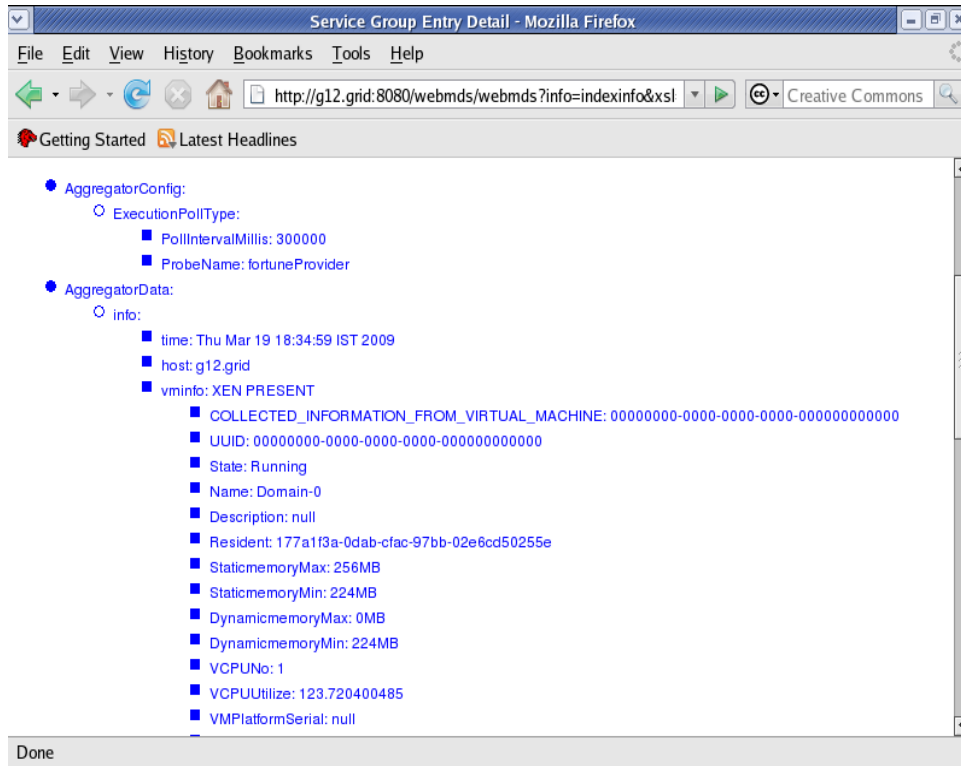 Service Group Entry Detail - Mozilla Firefox
File Edit View History Bookmarks Tools Help
http://g12.grid:8080/webmds/webmds?info=indexinfo&xsl Creative Commons
Getting Started Latest Headlines
AggregatorConfig:
ExecutionPollType:
PollIntervalMillis: 300000
ProbeName: fortuneProvider
AggregatorData:
info:
time: Thu Mar 19 18:34:59 IST 2009
host: g12.grid
vminfo: XEN PRESENT
COLLECTED_INFORMATION_FROM_VIRTUAL_MACHINE: 00000000-0000-0000-0000-000000000000
UUID: 00000000-0000-0000-0000-000000000000
State: Running
Name: Domain-0
Description: null
Resident: 177a1f3a-0dab-cfac-97bb-02e6cd50255e
StaticmemoryMax: 256MB
StaticmemoryMin: 224MB
DynamicmemoryMax: 0MB
DynamicmemoryMin: 224MB
VCPUNo: 1
VCPUUtilize: 123.720400485
VMPlatformSerial: null
Done